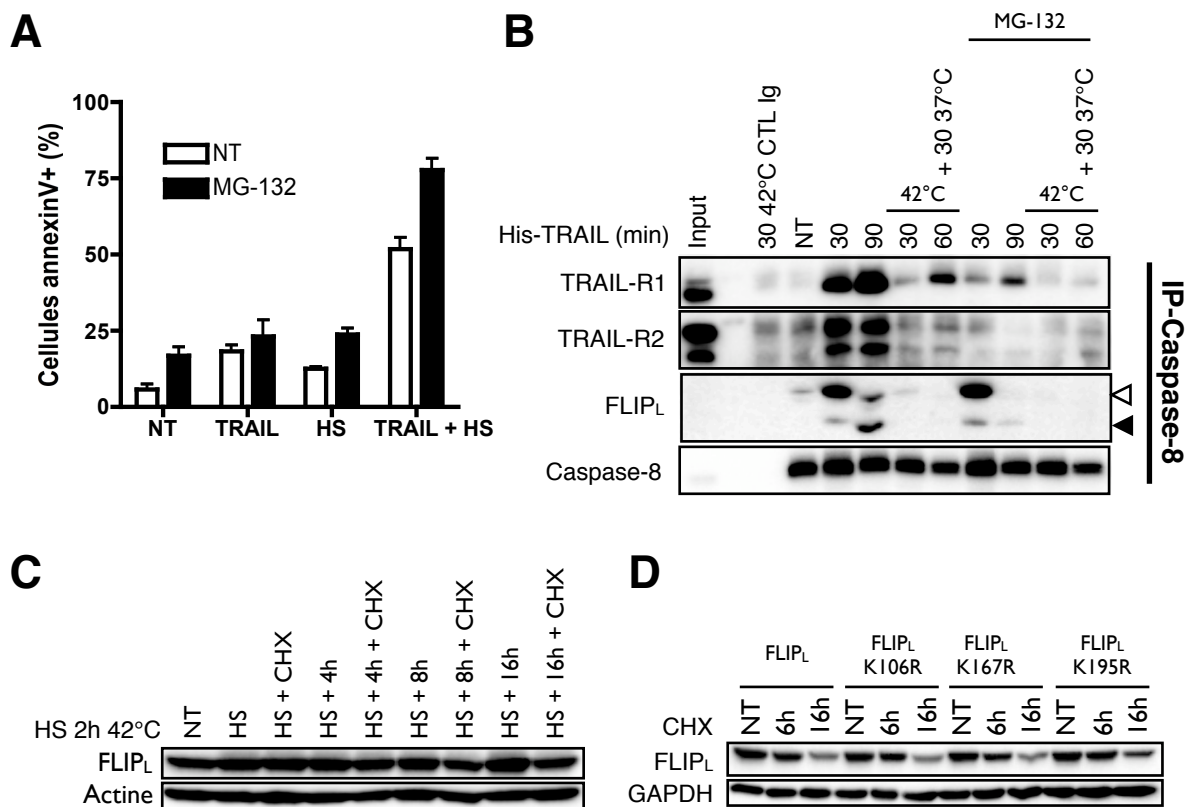 A
Cellules annexinV+ (%)
100
75
50
25
0
NT
MG-132
NT TRAIL HS TRAIL + HS
B
MG-132
+ 30 37°C + 30 37°C
42°C 42°C
His-TRAIL (min) Input 30 42°C CTL Ig NT 30 90 30 60 30 90 30 60
TRAIL-R1
TRAIL-R2
FLIPL
Caspase-8
IP-Caspase-8
C
HS 2h 42°C NT HS HS + CHX HS + 4h HS + 4h + CHX HS + 8h HS + 8h + CHX HS + 16h HS + 16h + CHX
FLIPL
Actine
D
FLIPL FLIPL FLIPL FLIPL
K106R K167R K195R
CHX NT 6h 16h NT 6h 16h NT 6h 16h NT 6h 16h
FLIPL
GAPDH